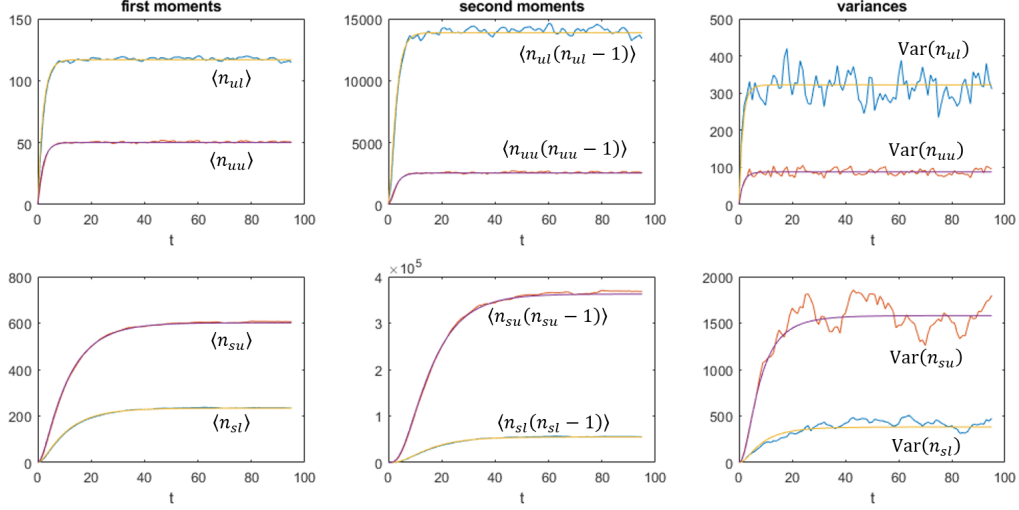 first moments
second moments
variances
150
100
50
0
⟨n_ul⟩
⟨n_uu⟩
0 20 40 60 80 100
t
15000
10000
5000
0
⟨n_ul(n_ul − 1)⟩
⟨n_uu(n_uu − 1)⟩
0 20 40 60 80 100
t
500
400
300
200
100
0
Var(n_ul)
Var(n_uu)
0 20 40 60 80 100
t
800
600
400
200
0
⟨n_su⟩
⟨n_sl⟩
0 20 40 60 80 100
t
× 10^5
4
3
2
1
0
⟨n_su(n_su − 1)⟩
⟨n_sl(n_sl − 1)⟩
0 20 40 60 80 100
t
2000
1500
1000
500
0
Var(n_su)
Var(n_sl)
0 20 40 60 80 100
t